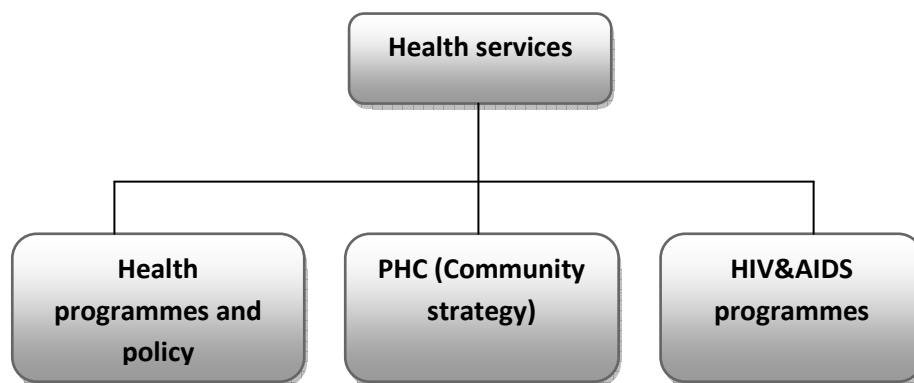 Health services
Health
programmes and
policy
PHC (Community
strategy)
HIV&AIDS
programmes